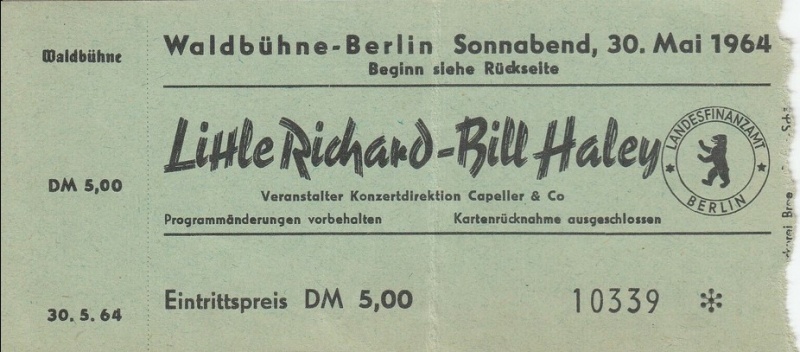 Waldbühne
DM 5,00
30. 5. 64
Waldbühne-Berlin Sonnabend, 30. Mai 1964
Beginn siehe Rückseite
Little Richard-Bill Haley
LANDESFINANZAMT
BERLIN
Veranstalter Konzertdirektion Capeller & Co
Programmänderungen vorbehalten Kartenrücknahme ausgeschlossen
Eintrittspreis DM 5,00 10339 *